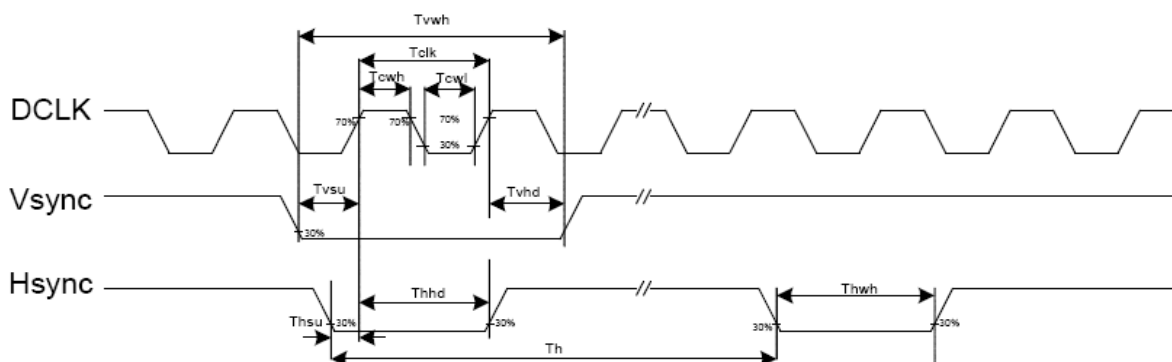 Tvwh
Tclk
Tcwh Tcwl
DCLK
70% 70% 70%
30%
Vsync
Tvsu Tvhd
30%
Hsync
Thhd Thwh
Thsu 30% 30% 30% 30%
Th